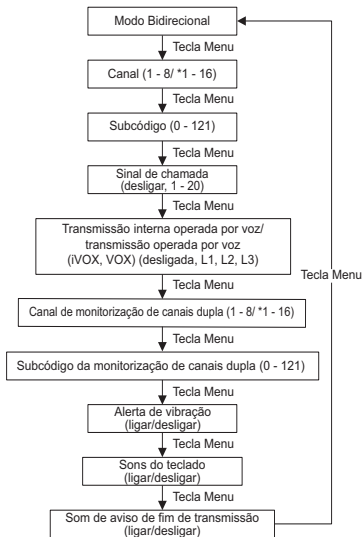 Modo Bidirecional
Tecla Menu
Canal (1 - 8/ *1 - 16)
Tecla Menu
Subcódigo (0 - 121)
Tecla Menu
Sinal de chamada
(desligar, 1 - 20)
Tecla Menu
Transmissão interna operada por voz/
transmissão operada por voz
(iVOX, VOX) (desligada, L1, L2, L3)
Tecla Menu
Tecla Menu
Canal de monitorização de canais dupla (1 - 8/ *1 - 16)
Tecla Menu
Subcódigo da monitorização de canais dupla (0 - 121)
Tecla Menu
Alerta de vibração
(ligar/desligar)
Tecla Menu
Sons do teclado
(ligar/desligar)
Tecla Menu
Som de aviso de fim de transmissão
(ligar/desligar)